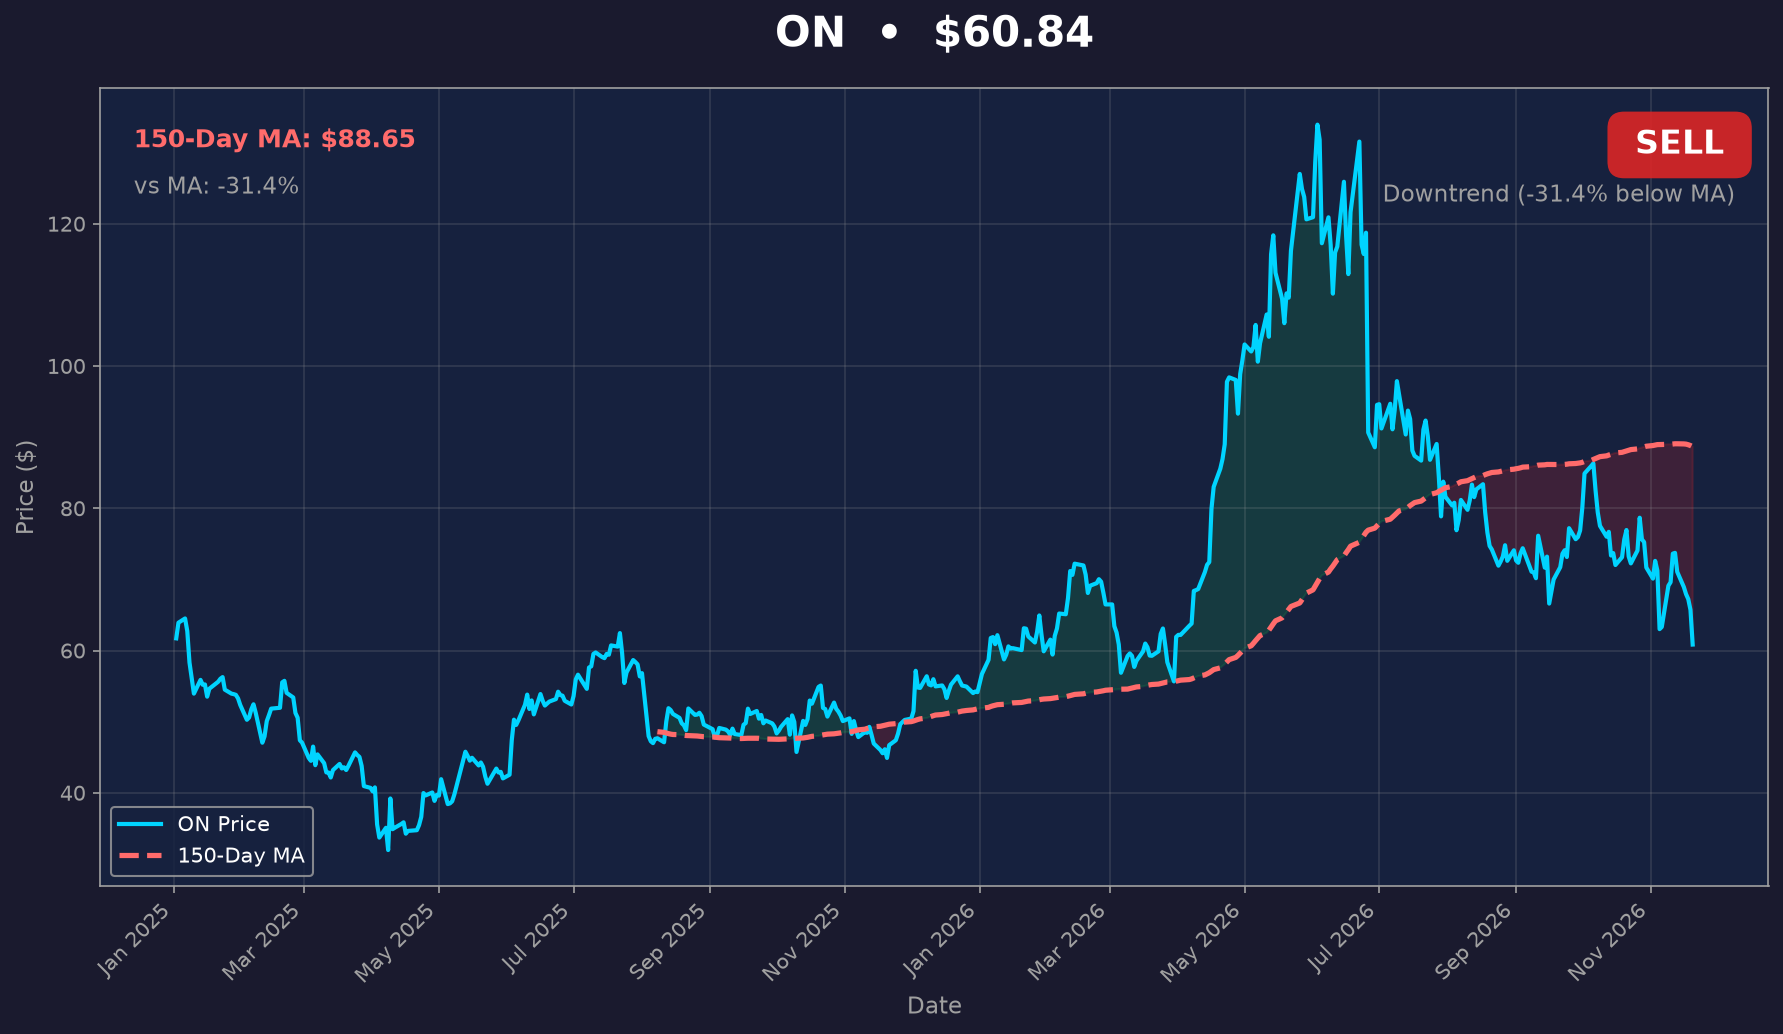 ON • $60.84
150-Day MA: $88.65
vs MA: -31.4%
SELL
Downtrend (-31.4% below MA)
Price ($)
120
100
80
60
40
ON Price
150-Day MA
Jan 2025
Mar 2025
May 2025
Jul 2025
Sep 2025
Nov 2025
Jan 2026
Mar 2026
May 2026
Jul 2026
Sep 2026
Nov 2026
Date